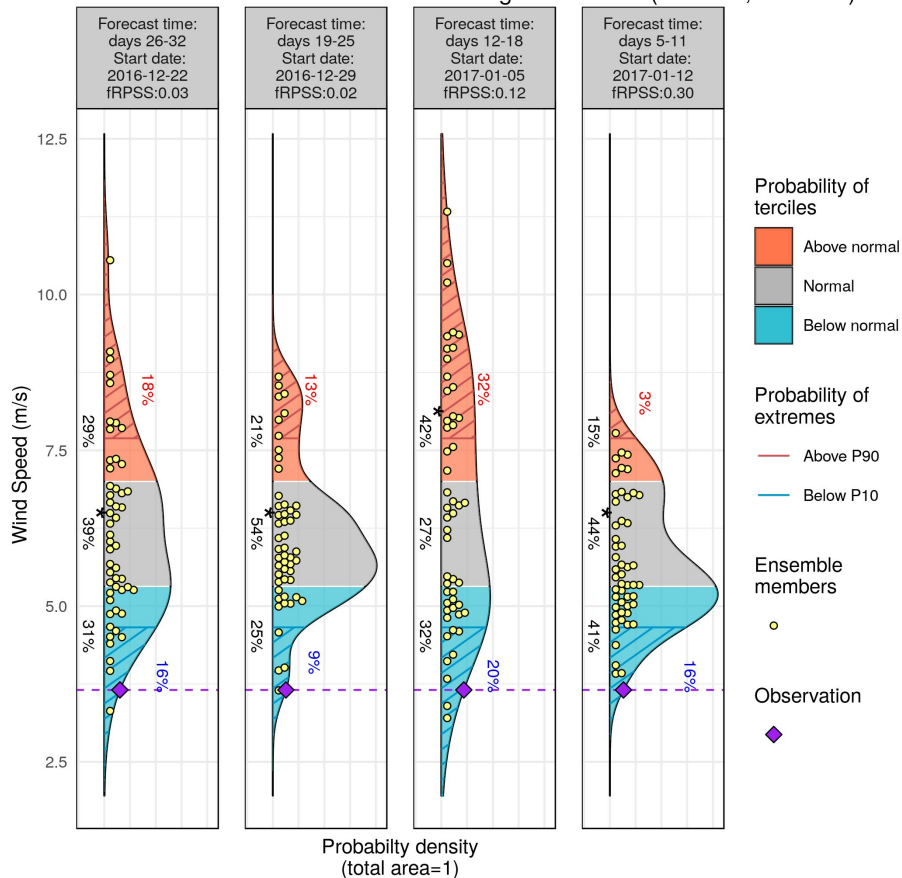 Forecast time:
days 26-32
Start date:
2016-12-22
fRPSS:0.03
Forecast time:
days 19-25
Start date:
2016-12-29
fRPSS:0.02
Forecast time:
days 12-18
Start date:
2017-01-05
fRPSS:0.12
Forecast time:
days 5-11
Start date:
2017-01-12
fRPSS:0.30
Wind Speed (m/s)
12.5
10.0
7.5
5.0
2.5
18%
29%
*
39%
31%
16%
13%
21%
*
54%
25%
9%
32%
*
42%
27%
32%
20%
3%
15%
*
44%
41%
16%
Probabilty density
(total area=1)
Probability of
terciles
Above normal
Normal
Below normal
Probability of
extremes
Above P90
Below P10
Ensemble
members
Observation